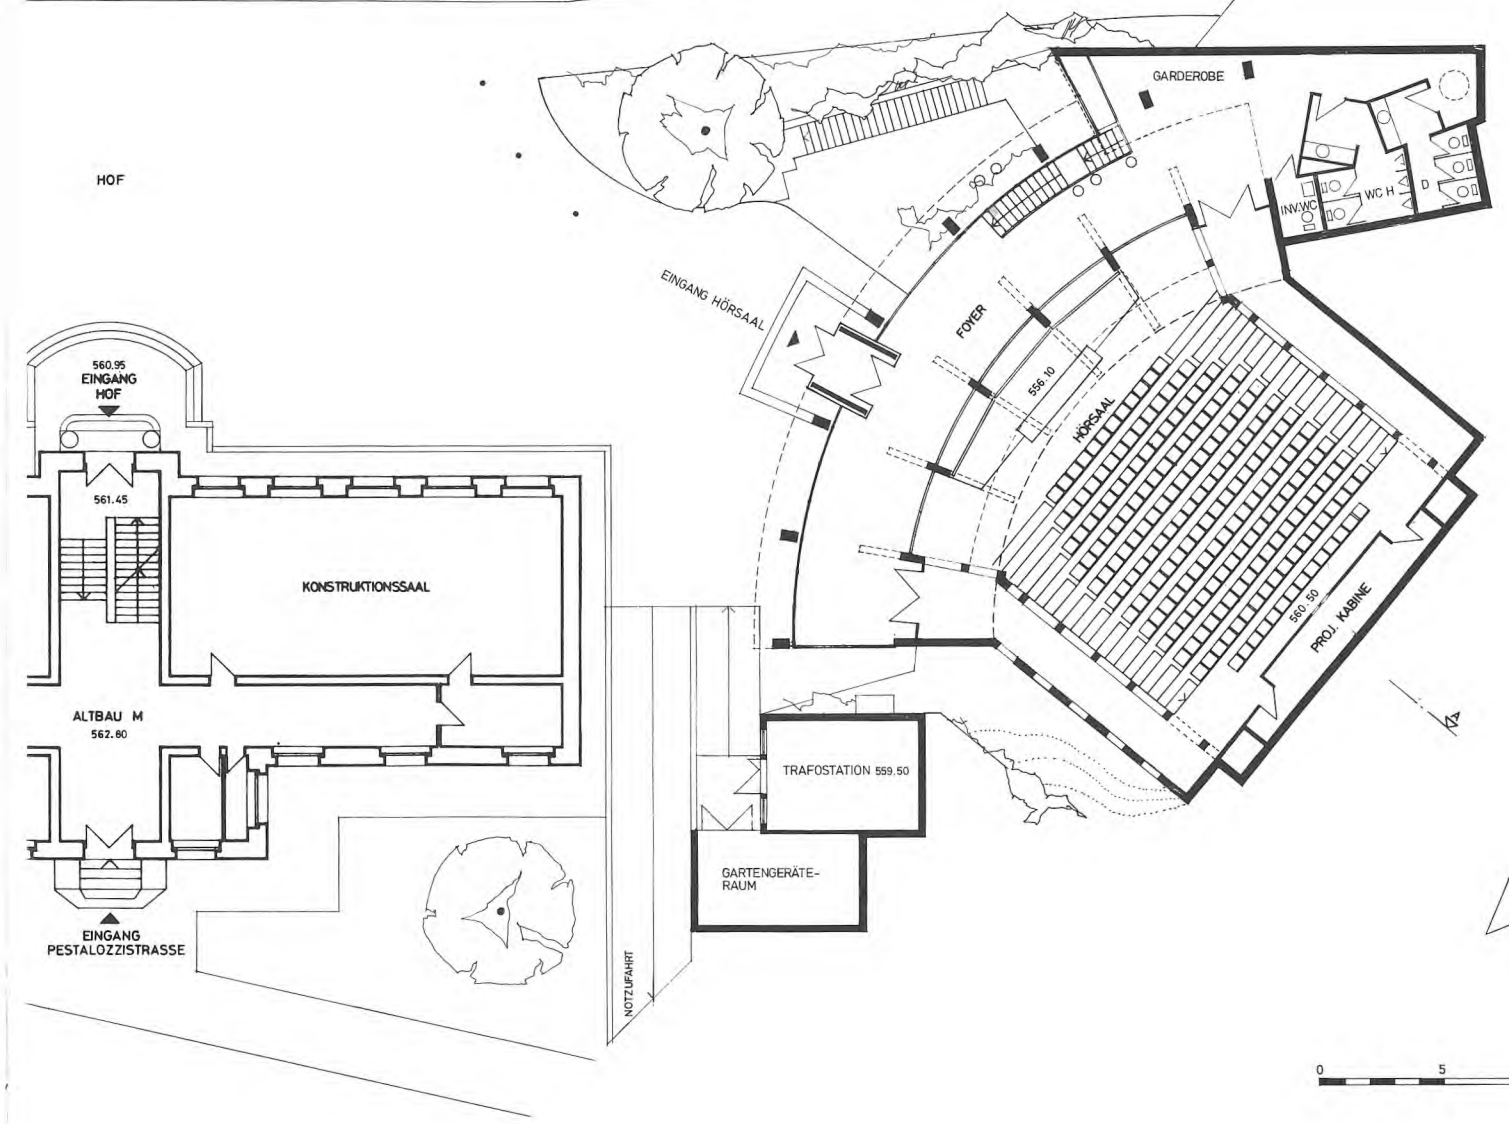 GARDEROBE
HOF
INV.WC
WC H
D
EINGANG HÖRSAAL
FOYER
560.95
EINGANG
HOF
556.10
HÖRSAAL
561.45
KONSTRUKTIONSSAAL
560.50
PROJ. KABINE
ALTBAU M
562.60
TRAFOSTATION 559.50
GARTENGERÄTE-
RAUM
EINGANG
PESTALOZZISTRASSE
NOTZUFAHRT
0 5